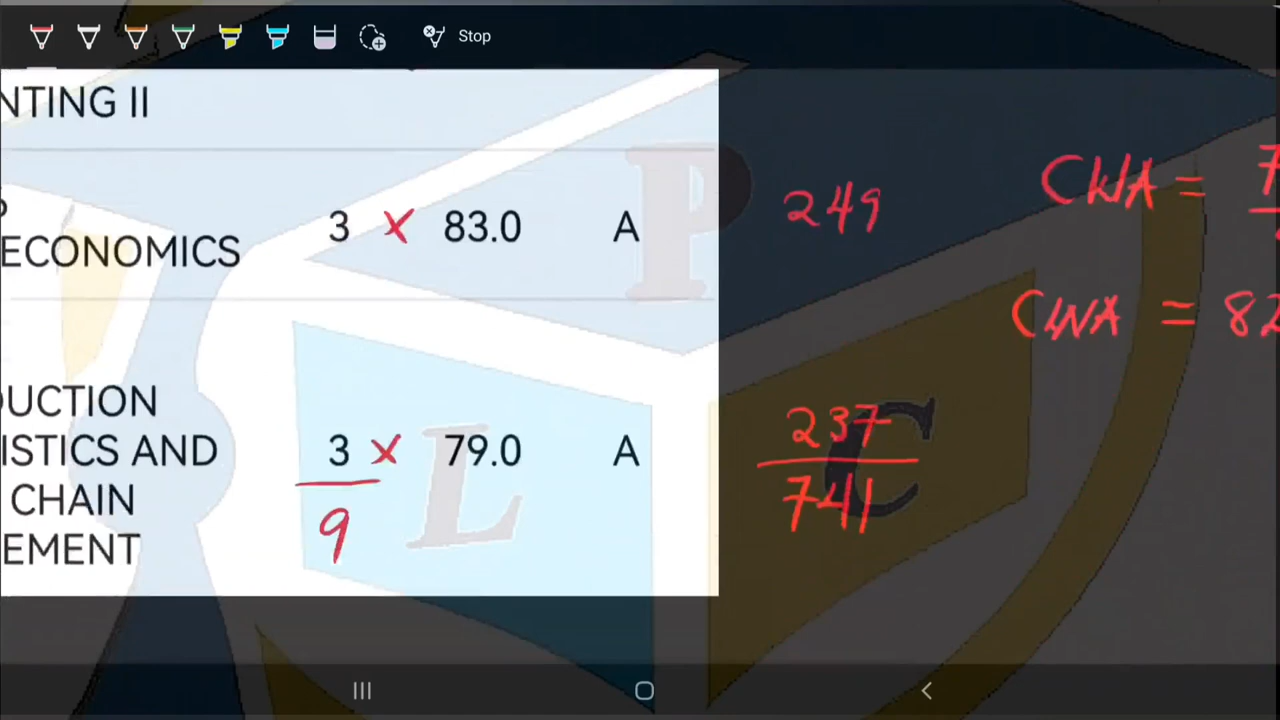 Stop
NTING II
ECONOMICS 3 × 83.0 A 249
CWA =
CWA = 82
DUCTION
ISTICS AND 3 × 79.0 A 237
CHAIN
EMENT
9 741
P
L
C